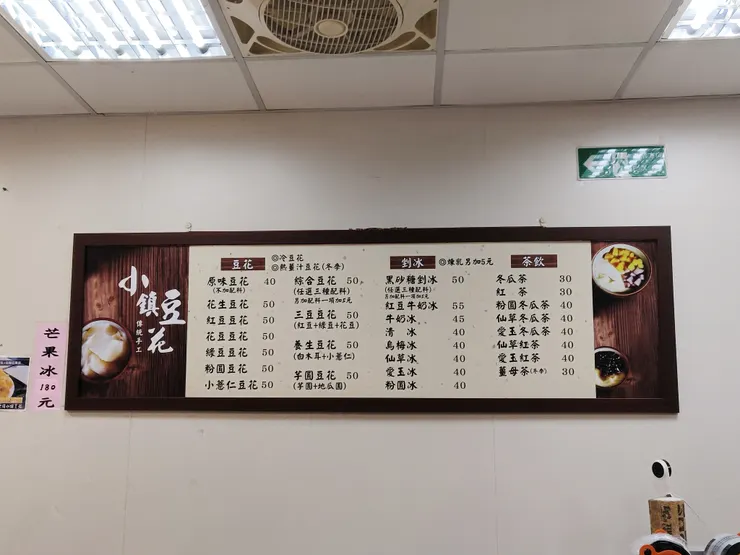 小鎮豆花
傳統手工
豆花
◎冷豆花
◎熱薑汁豆花(冬季)
原味豆花 40
(不加配料)
花生豆花 50
紅豆豆花 50
花豆豆花 50
綠豆豆花 50
粉圓豆花 50
小薏仁豆花 50
綜合豆花 50
(任選三種配料)
另加配料一項加5元
三豆豆花 50
(紅豆+綠豆+花豆)
養生豆花 50
(白木耳+小薏仁)
芋圓豆花 50
(芋圓+地瓜圓)
剉冰
◎煉乳另加5元
黑砂糖剉冰 50
(任選三種配料)
另加配料一項加5元
紅豆牛奶冰 55
牛奶冰 45
清 冰 40
烏梅冰 40
仙草冰 40
愛玉冰 40
粉圓冰 40
茶飲
冬瓜茶 30
紅 茶 30
粉圓冬瓜茶 40
仙草冬瓜茶 40
愛玉冬瓜茶 40
仙草紅茶 40
愛玉紅茶 40
薑母茶(冬季) 30
芒果冰180元